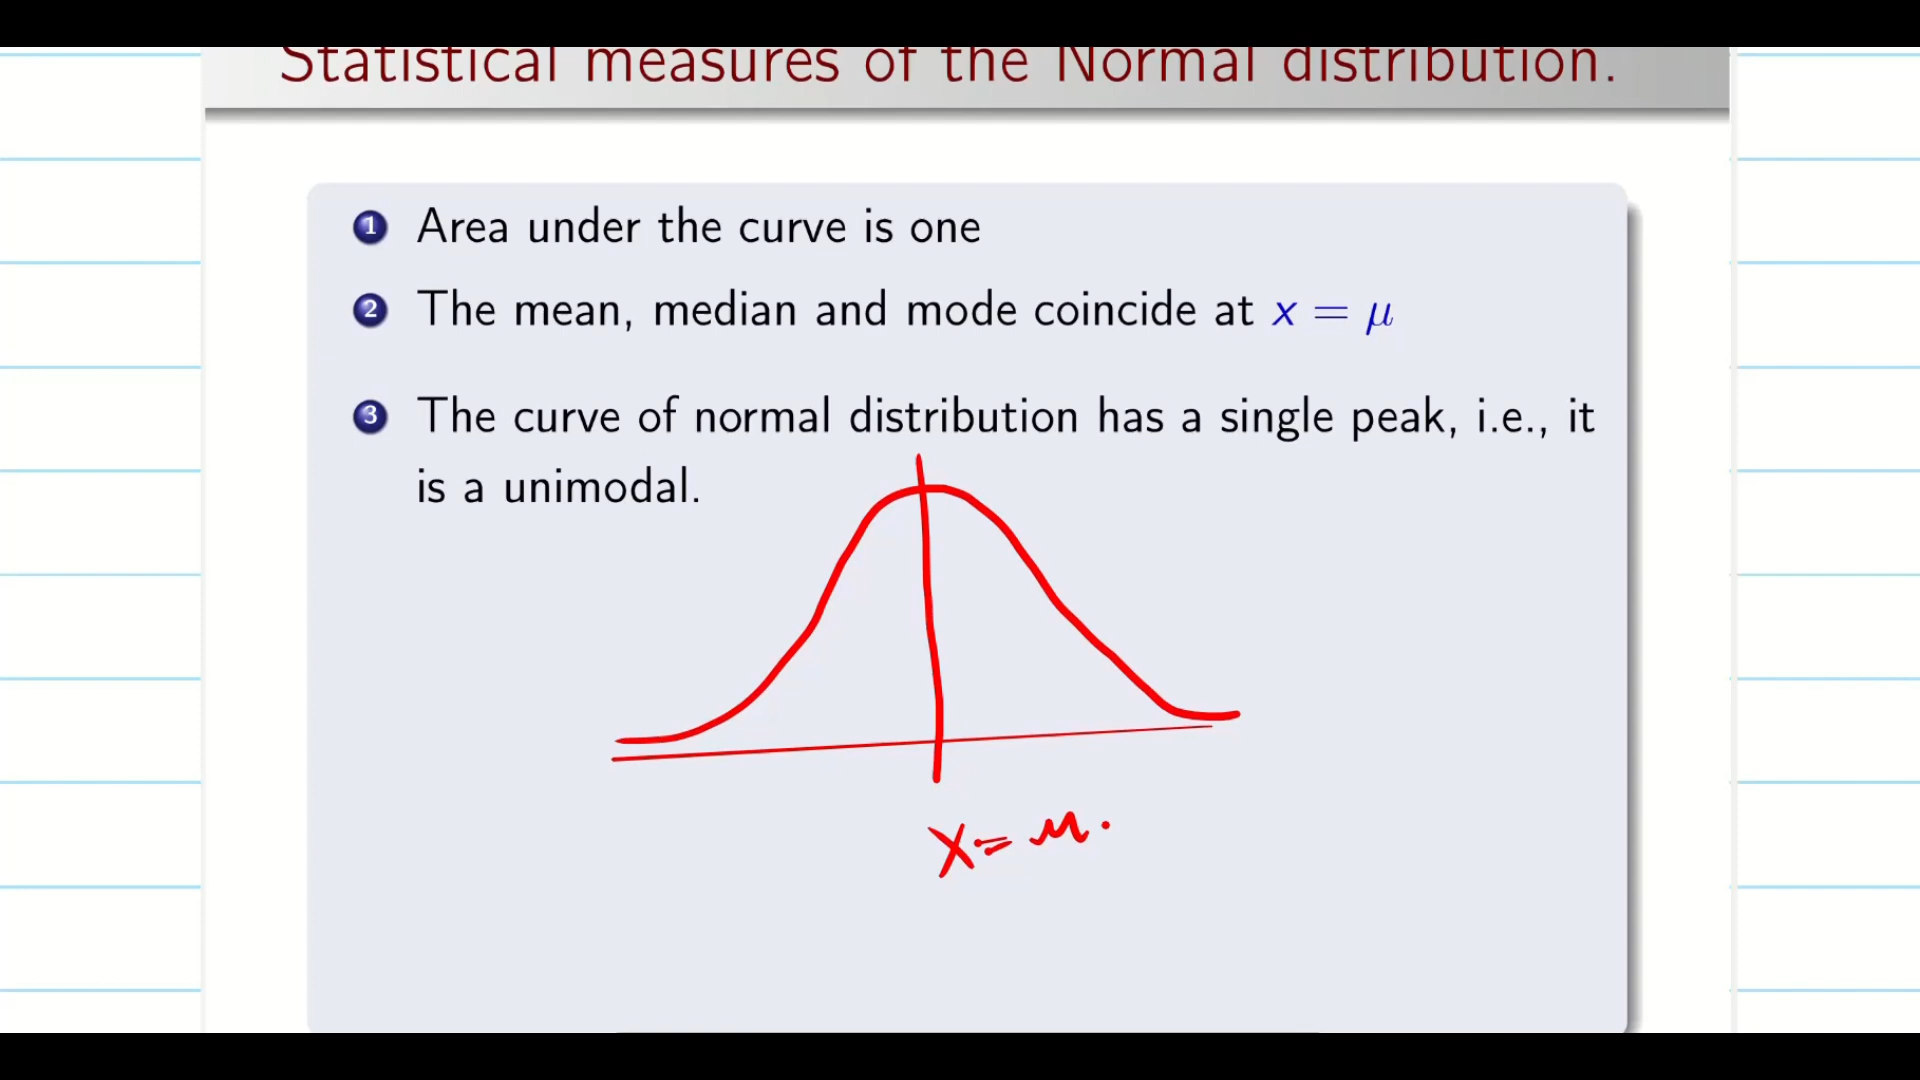 Statistical measures of the Normal distribution.
1 Area under the curve is one
2 The mean, median and mode coincide at x = μ
3 The curve of normal distribution has a single peak, i.e., it
is a unimodal.
x = μ.